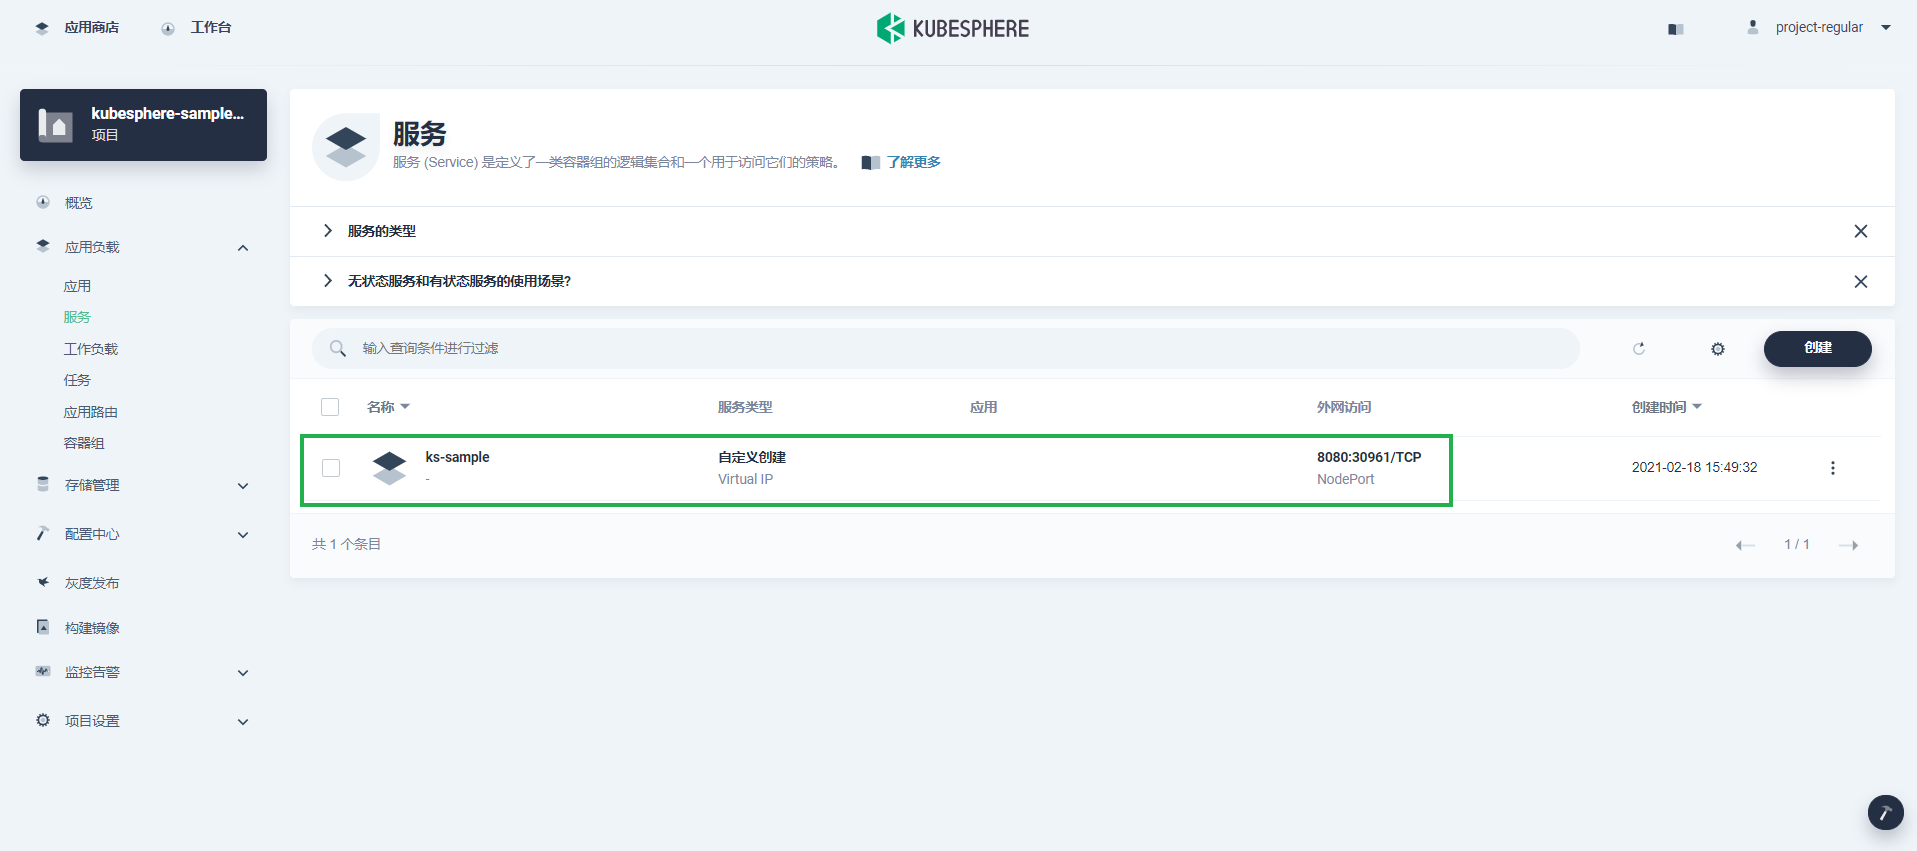 应用商店
工作台
KUBESPHERE
project-regular
kubesphere-sample...
项目
概览
应用负载
应用
服务
工作负载
任务
应用路由
容器组
存储管理
配置中心
灰度发布
构建镜像
监控告警
项目设置
服务
服务 (Service) 是定义了一类容器组的逻辑集合和一个用于访问它们的策略。 了解更多
服务的类型
无状态服务和有状态服务的使用场景?
输入查询条件进行过滤
创建
名称 服务类型 应用 外网访问 创建时间
ks-sample 自定义创建 8080:30961/TCP 2021-02-18 15:49:32
- Virtual IP NodePort
共 1 个条目
1 / 1